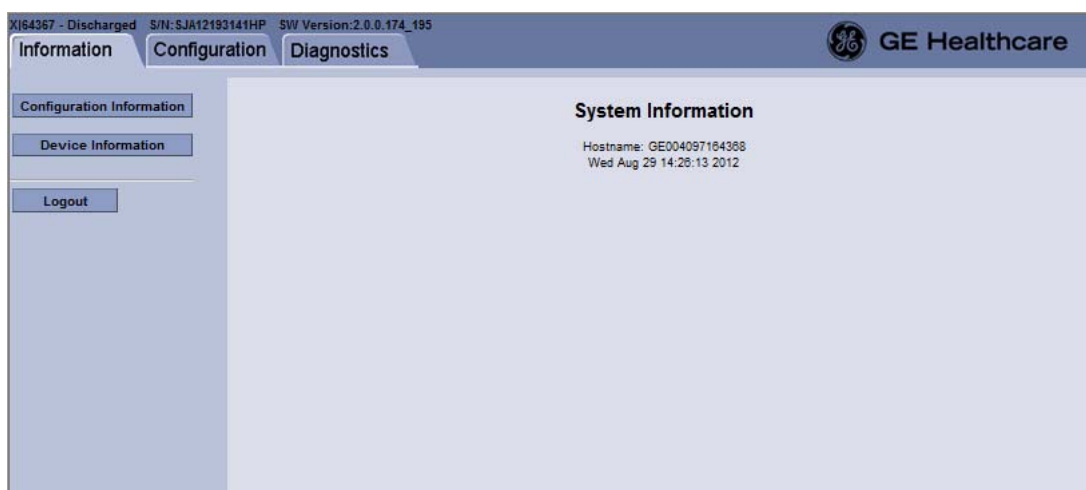 XI64367 - Discharged S/N:SJA12193141HP SW Version:2.0.0.174_195
Information Configuration Diagnostics
GE Healthcare
Configuration Information
Device Information
Logout
System Information
Hostname: GE004097164368
Wed Aug 29 14:26:13 2012